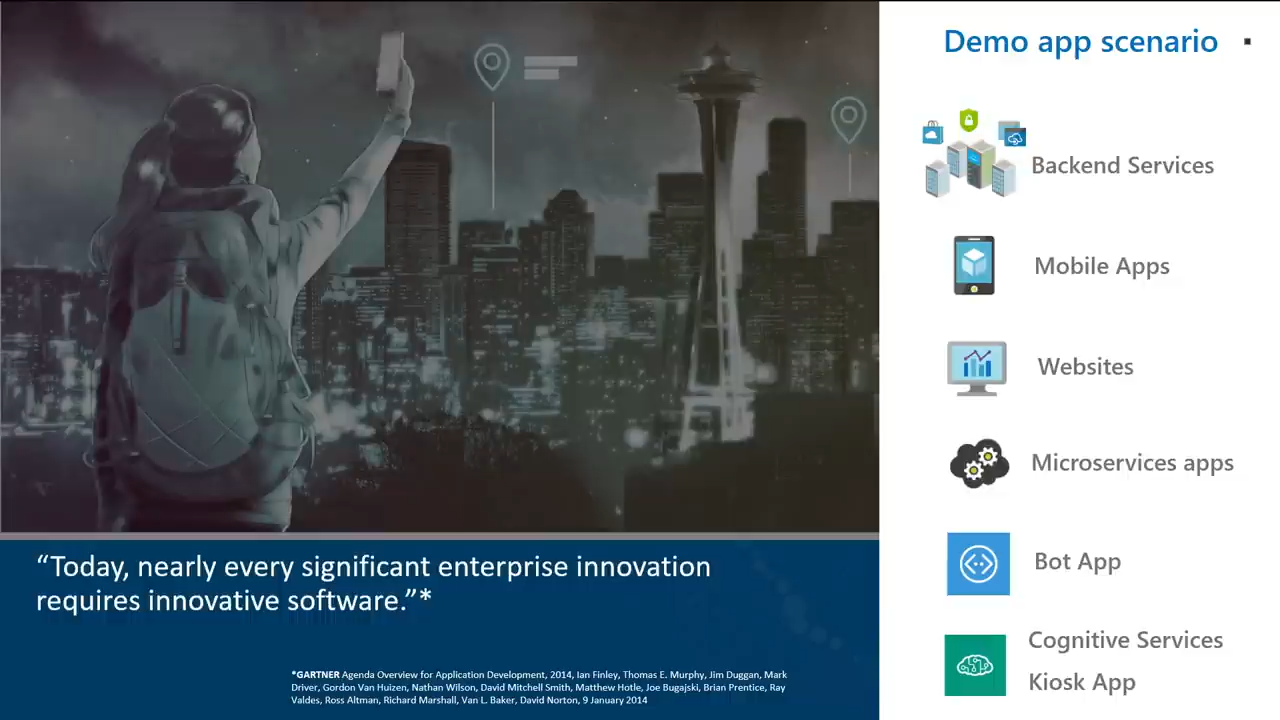 Demo app scenario
Backend Services
Mobile Apps
Websites
Microservices apps
Bot App
Cognitive Services
Kiosk App
“Today, nearly every significant enterprise innovation
requires innovative software.”*
*GARTNER Agenda Overview for Application Development, 2014, Ian Finley, Thomas E. Murphy, Jim Duggan, Mark
Driver, Gordon Van Huizen, Nathan Wilson, David Mitchell Smith, Matthew Hotle, Joe Bugajski, Brian Prentice, Ray
Valdes, Ross Altman, Richard Marshall, Van L. Baker, David Norton, 9 January 2014